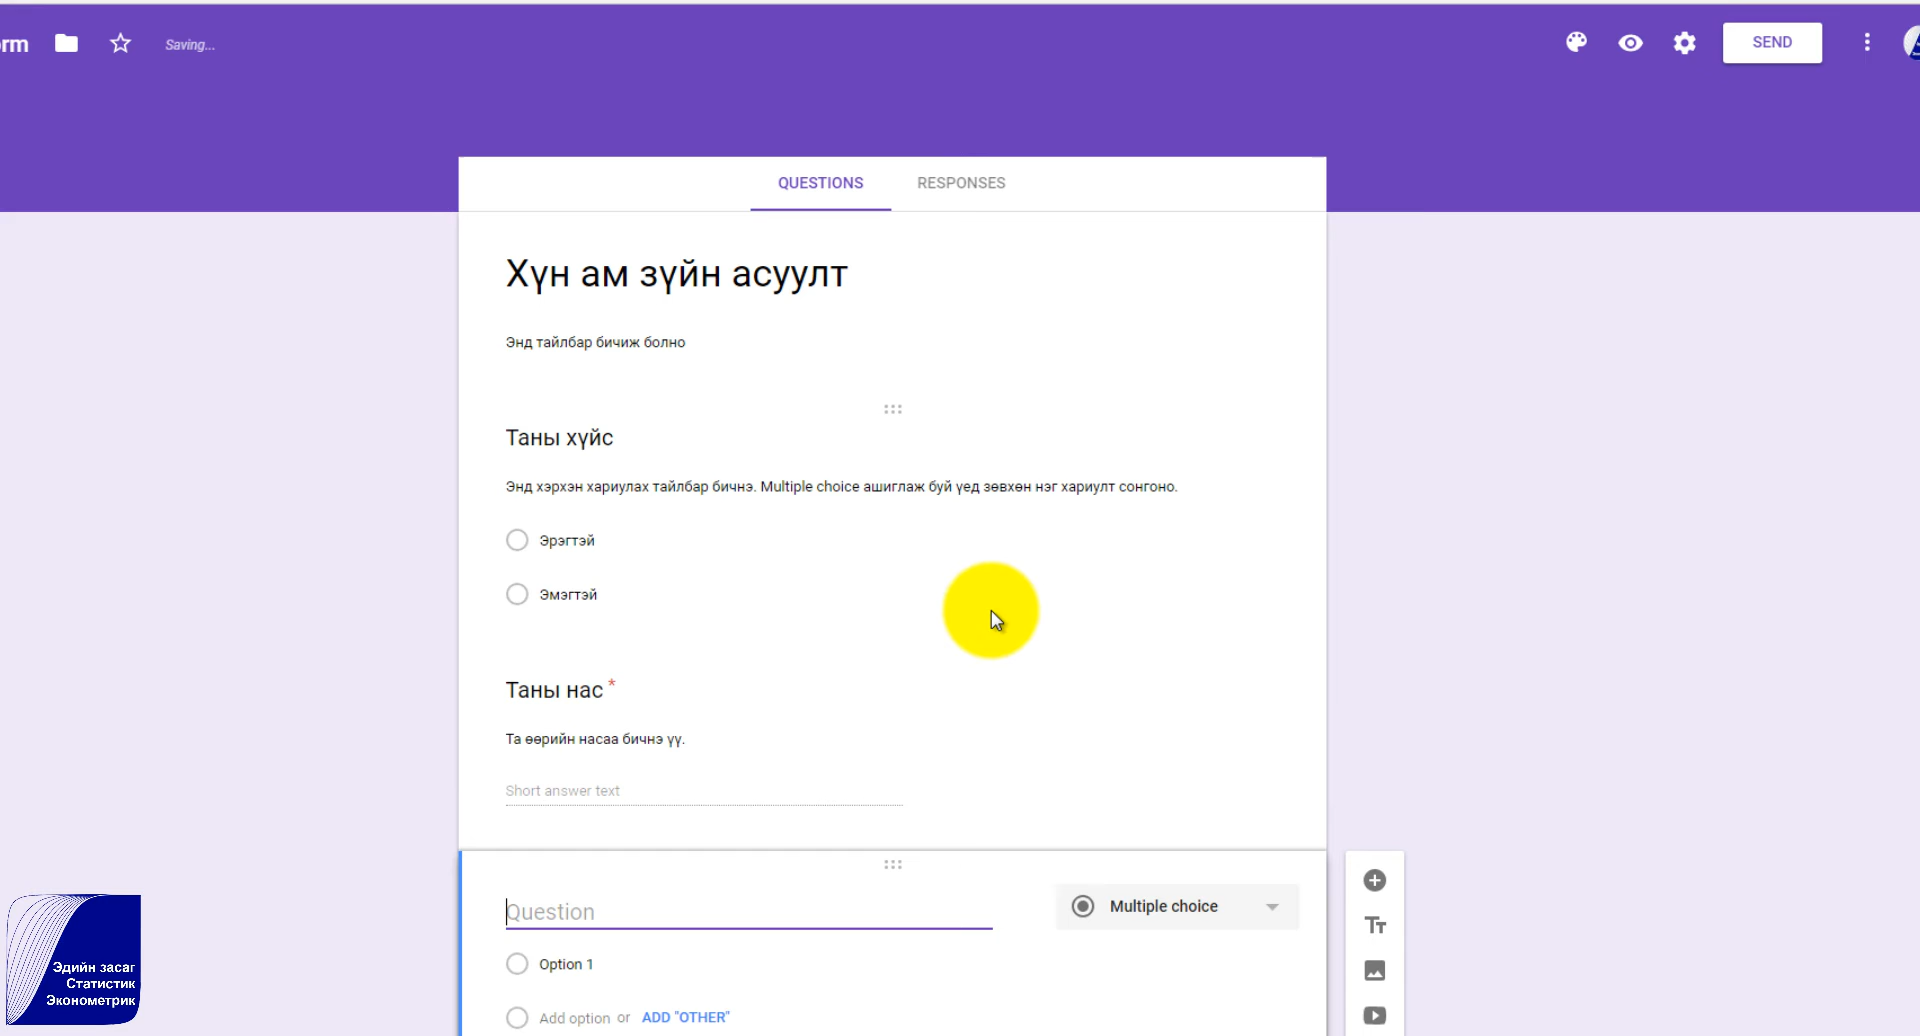 orm
Saving...
SEND
QUESTIONS
RESPONSES
Хүн ам зүйн асуулт
Энд тайлбар бичиж болно
Таны хүйс
Энд хэрхэн хариулах тайлбар бичнэ. Multiple choice ашиглаж буй үед зөвхөн нэг хариулт сонгоно.
Эрэгтэй
Эмэгтэй
Таны нас *
Та өөрийн насаа бичнэ үү.
Short answer text
Question
Multiple choice
Option 1
Add option or ADD "OTHER"
Tт
Эдийн засаг
Статистик
Эконометрик